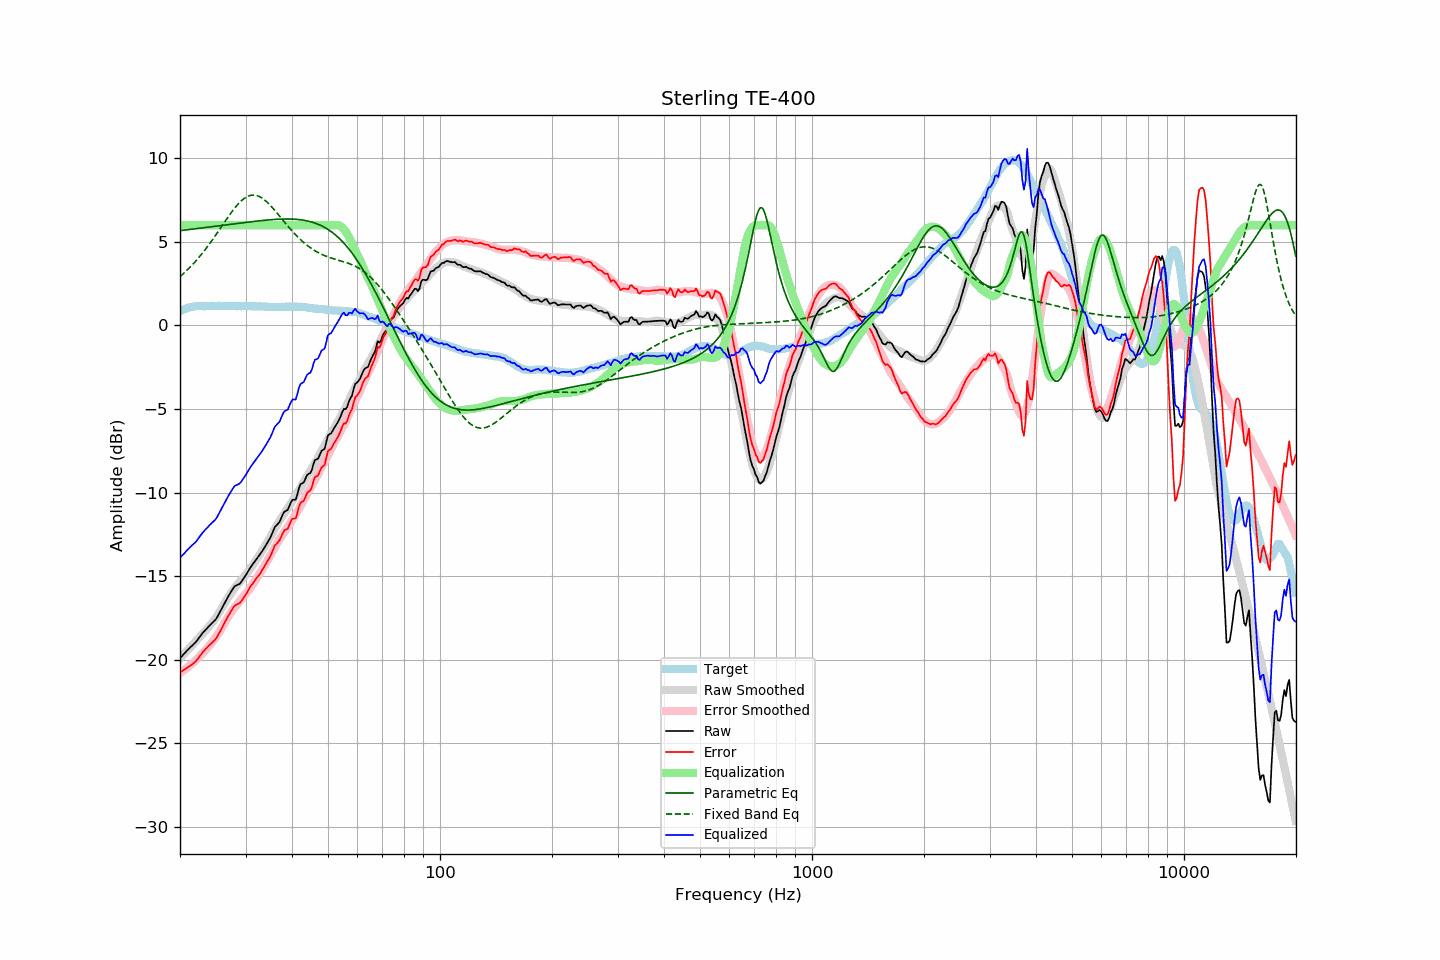 Sterling TE-400
Amplitude (dBr)
10
5
0
−5
−10
−15
−20
−25
−30
Target
Raw Smoothed
Error Smoothed
Raw
Error
Equalization
Parametric Eq
Fixed Band Eq
Equalized
100
1000
10000
Frequency (Hz)